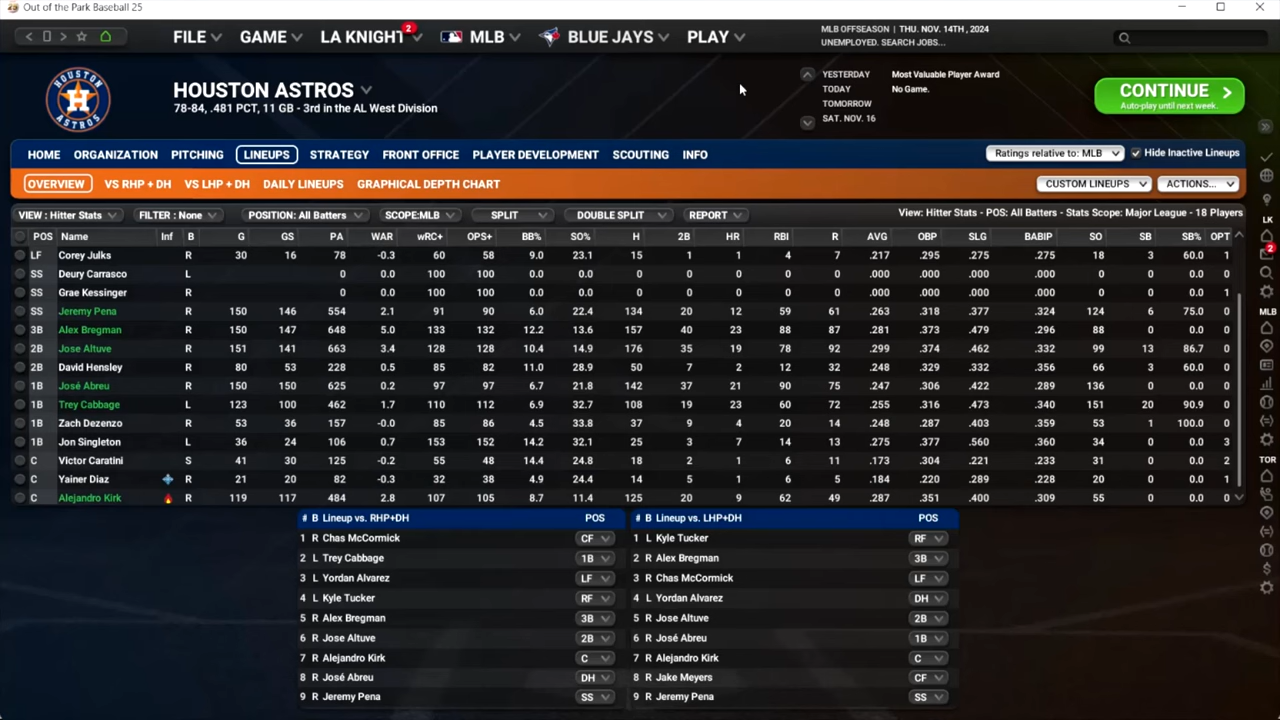 Out of the Park Baseball 25
FILE GAME LA KNIGHT 2 MLB BLUE JAYS PLAY
MLB OFFSEASON | THU. NOV. 14TH, 2024
UNEMPLOYED. SEARCH JOBS...
HOUSTON ASTROS
78-84, .481 PCT, 11 GB - 3rd in the AL West Division
YESTERDAY Most Valuable Player Award
TODAY No Game.
TOMORROW
SAT. NOV. 16
CONTINUE
Auto-play until next week.
HOME ORGANIZATION PITCHING LINEUPS STRATEGY FRONT OFFICE PLAYER DEVELOPMENT SCOUTING INFO Ratings relative to: MLB Hide Inactive Lineups
OVERVIEW VS RHP + DH VS LHP + DH DAILY LINEUPS GRAPHICAL DEPTH CHART CUSTOM LINEUPS ACTIONS...
VIEW : Hitter Stats FILTER : None POSITION: All Batters SCOPE:MLB SPLIT DOUBLE SPLIT REPORT View: Hitter Stats - POS: All Batters - Stats Scope: Major League - 18 Players
POS Name Inf B G GS PA WAR wRC+ OPS+ BB% SO% H 2B HR RBI R AVG OBP SLG BABIP SO SB SB% OPT
LF Corey Julks R 30 16 78 -0.3 60 58 9.0 23.1 15 1 1 4 7 .217 .295 .275 .275 18 3 60.0 1
SS Deury Carrasco L 0 0.0 100 100 0.0 0.0 0 0 0 0 0 .000 .000 .000 .000 0 0 0.0 0
SS Grae Kessinger R 0 0.0 100 100 0.0 0.0 0 0 0 0 0 .000 .000 .000 .000 0 0 0.0 1
SS Jeremy Pena R 150 146 554 2.1 91 90 6.0 22.4 134 20 12 59 61 .263 .318 .377 .324 124 6 75.0 0
3B Alex Bregman R 150 147 648 5.0 133 132 12.2 13.6 157 40 23 88 87 .281 .373 .479 .296 88 0 0.0 0
2B Jose Altuve R 151 141 663 3.4 128 128 10.4 14.9 176 35 19 78 92 .299 .374 .462 .332 99 13 86.7 0
2B David Hensley R 80 53 228 0.5 85 82 11.0 28.9 50 7 2 12 32 .248 .329 .332 .356 66 3 60.0 0
1B José Abreu R 150 150 625 0.2 97 97 6.7 21.8 142 37 21 90 75 .247 .306 .422 .289 136 0 0.0 0
1B Trey Cabbage L 123 100 462 1.7 110 112 6.9 32.7 108 19 23 60 72 .255 .316 .473 .340 151 20 90.9 0
1B Zach Dezenzo R 53 36 157 -0.0 85 86 4.5 33.8 37 9 4 20 14 .248 .287 .403 .359 53 1 100.0 0
1B Jon Singleton L 36 24 106 0.7 153 152 14.2 32.1 25 3 7 14 13 .275 .377 .560 .360 34 0 0.0 3
C Victor Caratini S 41 30 125 -0.2 55 48 14.4 24.8 18 2 1 6 11 .173 .304 .221 .233 31 0 0.0 2
C Yainer Diaz R 21 20 82 -0.3 32 38 4.9 24.4 14 5 1 6 5 .184 .220 .289 .228 20 0 0.0 1
C Alejandro Kirk R 119 117 484 2.8 107 105 8.7 11.4 125 20 9 62 49 .287 .351 .400 .309 55 0 0.0 0
# B Lineup vs. RHP+DH POS # B Lineup vs. LHP+DH POS
1 R Chas McCormick CF 1 L Kyle Tucker RF
2 L Trey Cabbage 1B 2 R Alex Bregman 3B
3 L Yordan Alvarez LF 3 R Chas McCormick LF
4 L Kyle Tucker RF 4 L Yordan Alvarez DH
5 R Alex Bregman 3B 5 R Jose Altuve 2B
6 R Jose Altuve 2B 6 R José Abreu 1B
7 R Alejandro Kirk C 7 R Alejandro Kirk C
8 R José Abreu DH 8 R Jake Meyers CF
9 R Jeremy Pena SS 9 R Jeremy Pena SS
LK
2
MLB
TOR